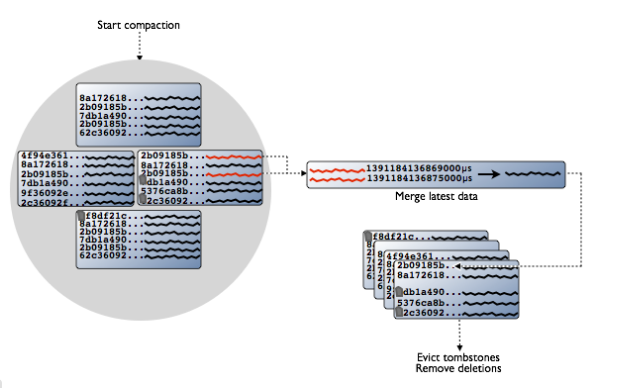 Start compaction
8a172618...
2b09185b...
7db1a490...
2b09185b...
62c36092...
4f94e361...
8a172618...
2b09185b...
7db1a490...
9f36092e...
2c36092f...
2b09185b...
8a172618...
2b09185b...
db1a490...
5376ca8b...
2c36092...
f8df21c...
8a172618...
2b09185b...
7db1a490...
2b09185b...
62c36092...
1391184136869000µs
1391184136875000µs
Merge latest data
f8df21c...
4f94e361...
2b09185b...
8a172618...
db1a490...
5376ca8b...
2c36092...
Evict tombstones
Remove deletions